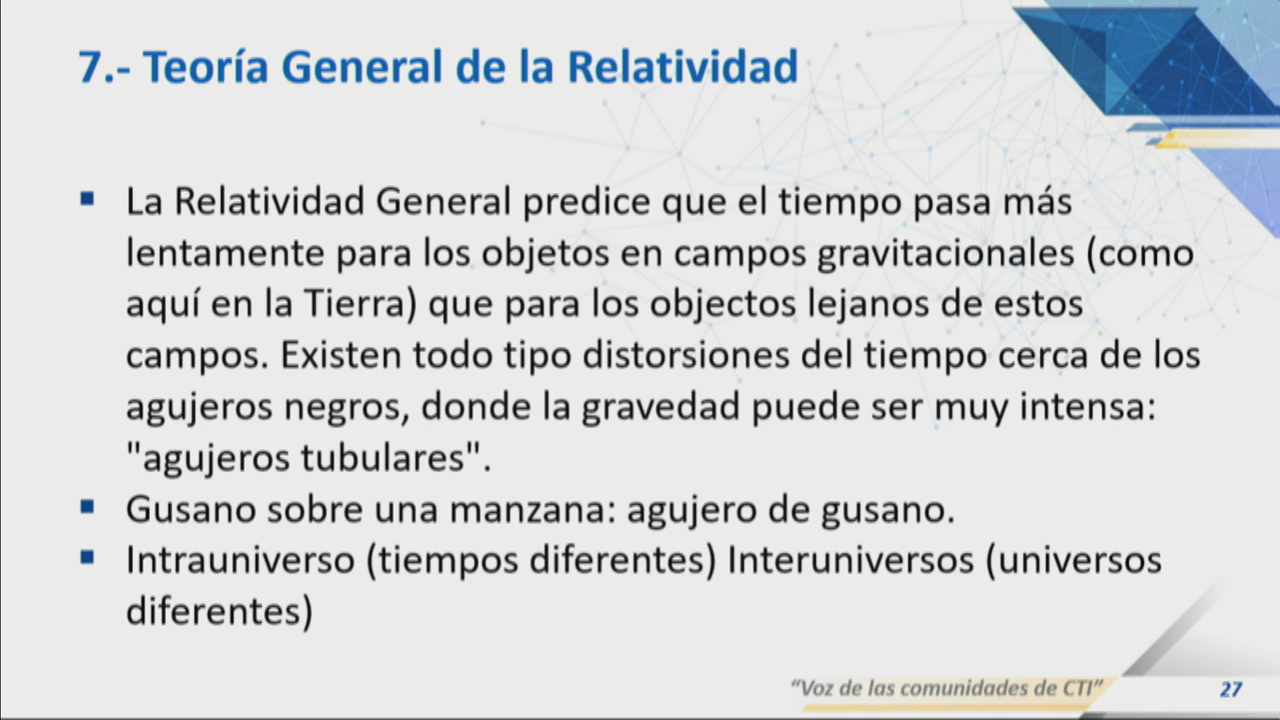 7.- Teoría General de la Relatividad
▪ La Relatividad General predice que el tiempo pasa más
lentamente para los objetos en campos gravitacionales (como
aquí en la Tierra) que para los objectos lejanos de estos
campos. Existen todo tipo distorsiones del tiempo cerca de los
agujeros negros, donde la gravedad puede ser muy intensa:
"agujeros tubulares".
▪ Gusano sobre una manzana: agujero de gusano.
▪ Intrauniverso (tiempos diferentes) Interuniversos (universos
diferentes)
“Voz de las comunidades de CTI”
27